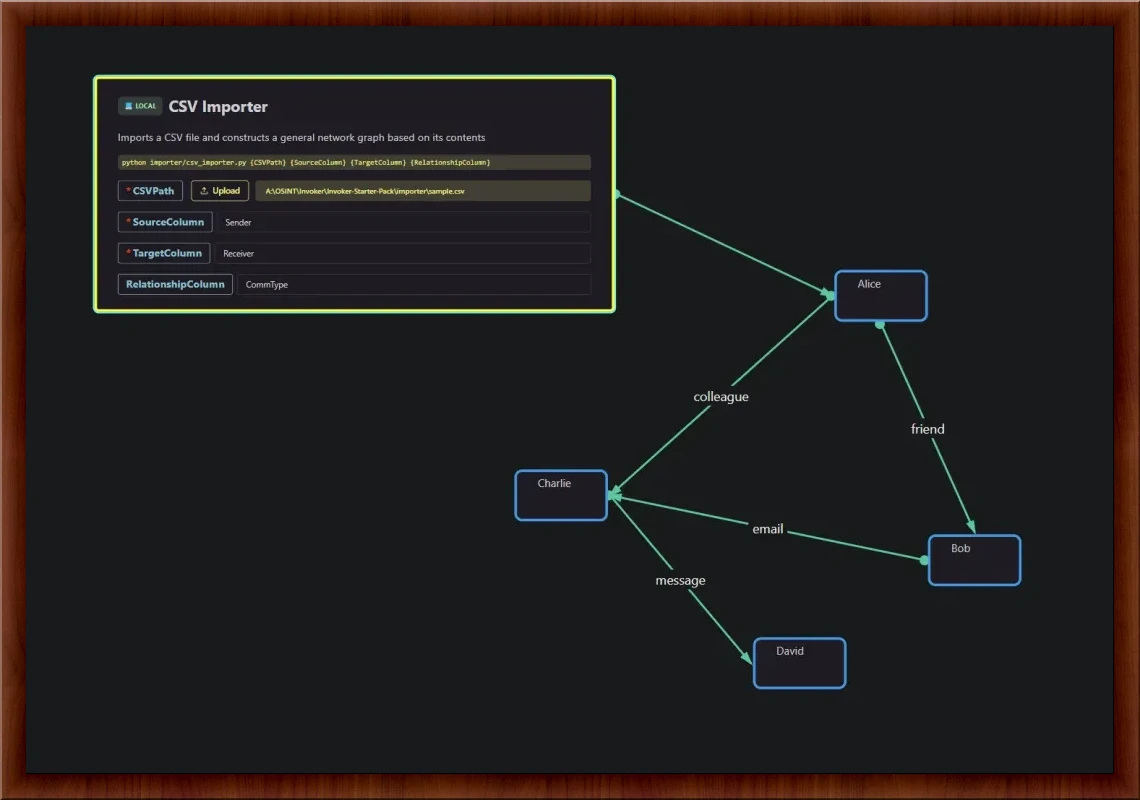 LOCAL CSV Importer
Imports a CSV file and constructs a general network graph based on its contents
python importer/csv_importer.py {CSVPath} {SourceColumn} {TargetColumn} {RelationshipColumn}
* CSVPath Upload A:\OSINT\Invoker\Invoker-Starter-Pack\importer\sample.csv
* SourceColumn Sender
* TargetColumn Receiver
RelationshipColumn CommType
Alice
colleague
friend
Charlie
email
Bob
message
David